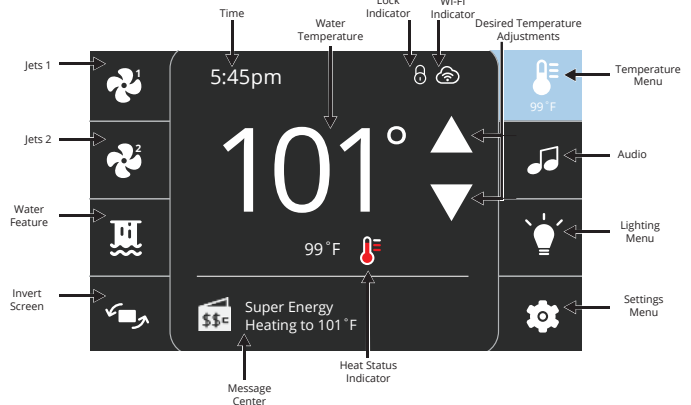 Time
Water
Temperature
Lock
Indicator
Wi-Fi
Indicator
Desired Temperature
Adjustments
Jets 1
1
5:45pm
99°F
Temperature
Menu
Jets 2
2
101°
Audio
Water
Feature
99°F
Lighting
Menu
Invert
Screen
$$
Super Energy
Heating to 101°F
Settings
Menu
Message
Center
Heat Status
Indicator